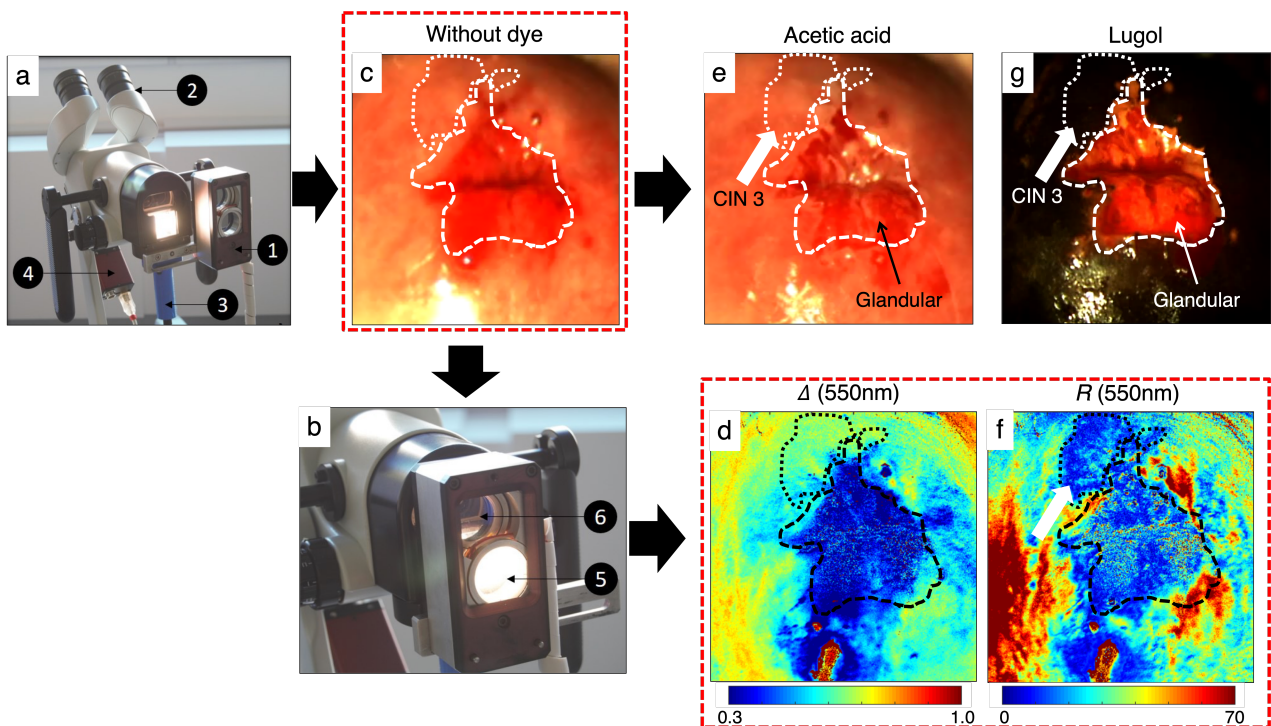 Without dye
Acetic acid
Lugol
a
2
1
4
3
c
e
CIN 3
Glandular
g
CIN 3
Glandular
b
6
5
Δ (550nm)
R (550nm)
d
f
0.3
1.0
0
70